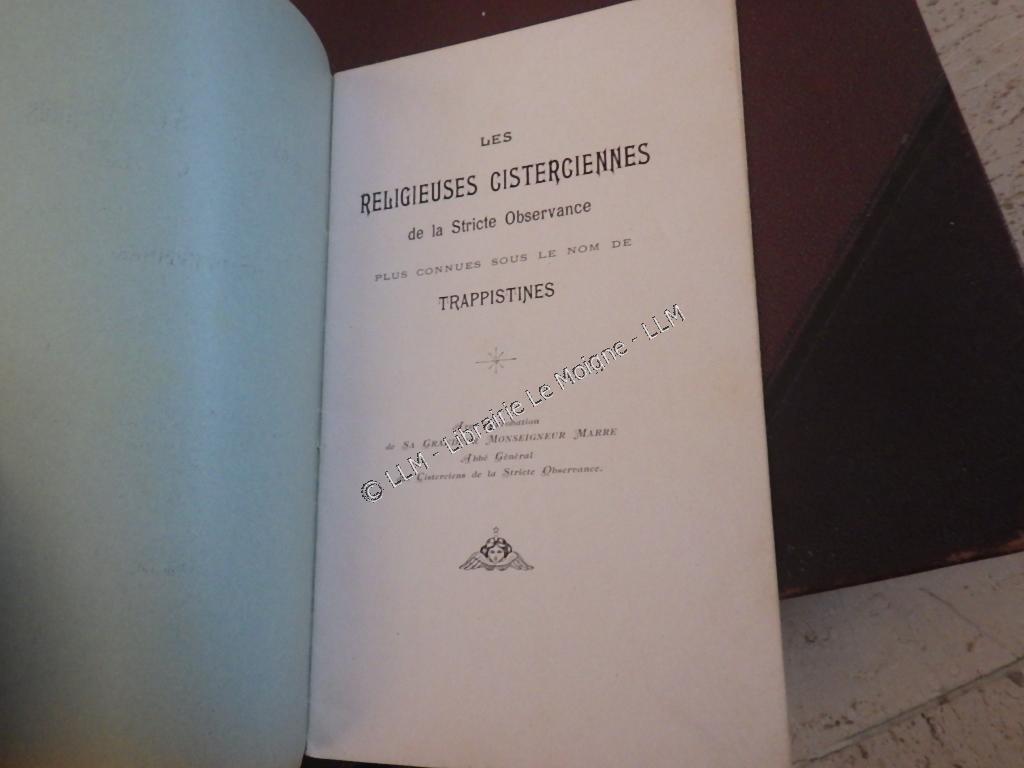 LES
RELIGIEUSES CISTERCIENNES
de la Stricte Observance
PLUS CONNUES SOUS LE NOM DE
TRAPPISTINES
de SA MONSEIGNEUR MARRE
Abbé Général
Cisterciens de la Stricte Observance.
© LLM - Librairie Le Moigne - LLM